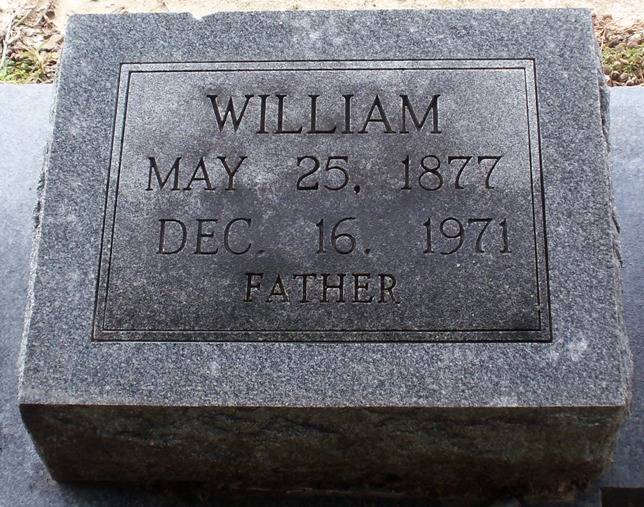 WILLIAM
MAY 25, 1877
DEC. 16. 1971
FATHER